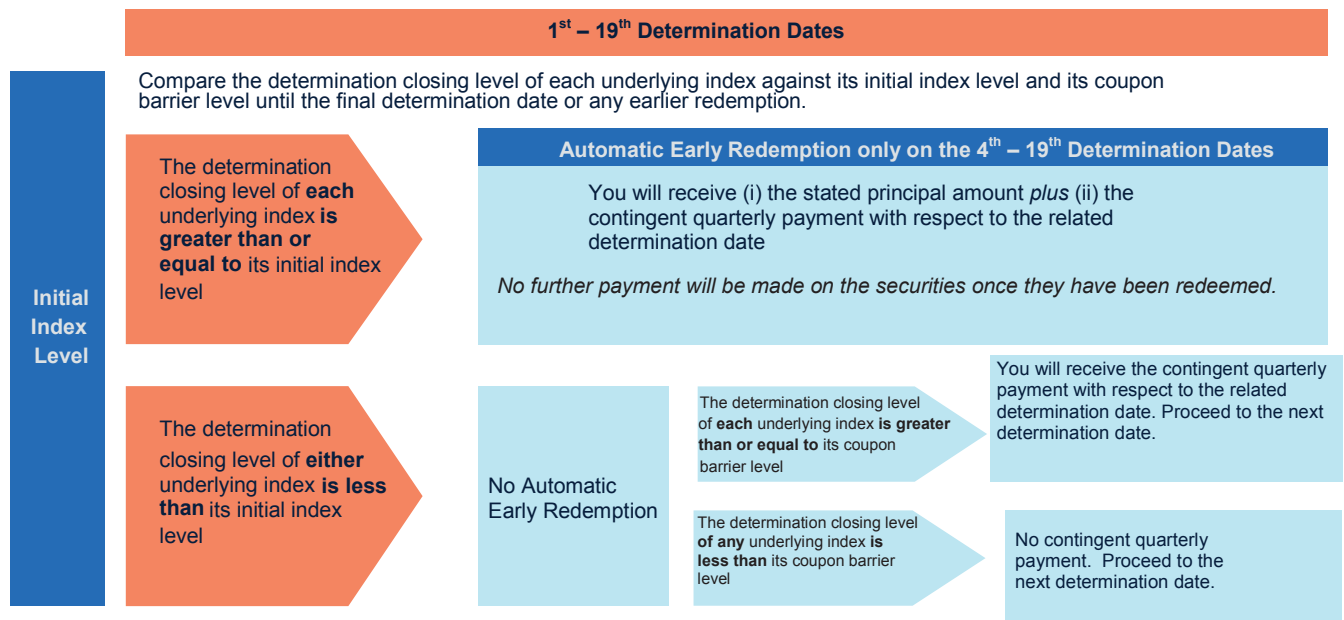 1st – 19th Determination Dates
Compare the determination closing level of each underlying index against its initial index level and its coupon
barrier level until the final determination date or any earlier redemption.
Initial
Index
Level
The determination
closing level of each
underlying index is
greater than or
equal to its initial index
level
Automatic Early Redemption only on the 4th – 19th Determination Dates
You will receive (i) the stated principal amount plus (ii) the
contingent quarterly payment with respect to the related
determination date
No further payment will be made on the securities once they have been redeemed.
The determination
closing level of either
underlying index is less
than its initial index
level
No Automatic
Early Redemption
The determination closing level
of each underlying index is greater
than or equal to its coupon
barrier level
You will receive the contingent quarterly
payment with respect to the related
determination date. Proceed to the next
determination date.
The determination closing level
of any underlying index is
less than its coupon barrier
level
No contingent quarterly
payment. Proceed to the
next determination date.